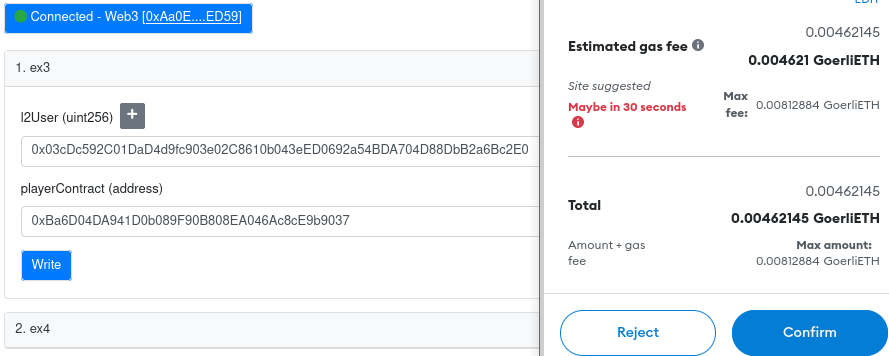 Connected - Web3 [0xAa0E....ED59]
1. ex3
l2User (uint256) +
0x03cDc592C01DaD4d9fc903e02C8610b043eED0692a54BDA704D88DbB2a6Bc2E0
playerContract (address)
0xBa6D04DA941D0b089F90B808EA046Ac8cE9b9037
Write
2. ex4
EDIT
0.00462145
Estimated gas fee
0.004621 GoerliETH
Site suggested
Maybe in 30 seconds
Max fee:
0.00812884 GoerliETH
0.00462145
Total
0.00462145 GoerliETH
Amount + gas fee
Max amount:
0.00812884 GoerliETH
Reject
Confirm